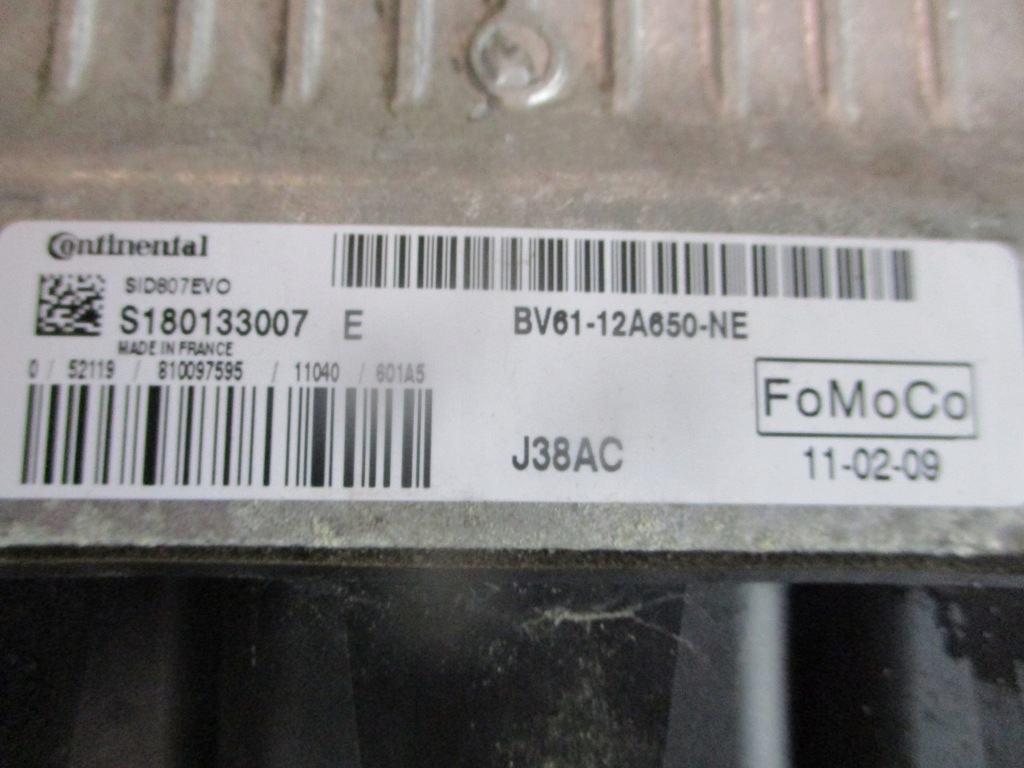 Continental
SID807EVO
S180133007 E
MADE IN FRANCE
0 / 52119 / 810097595 / 11040 / 601A5
BV61-12A650-NE
FoMoCo
J38AC
11-02-09